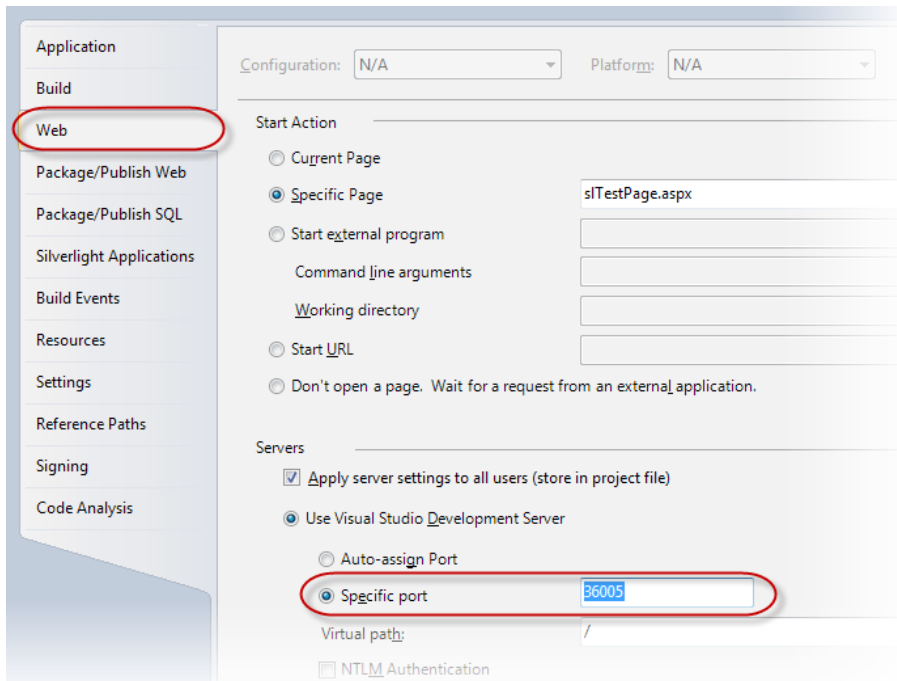 Application
Build
Web
Package/Publish Web
Package/Publish SQL
Silverlight Applications
Build Events
Resources
Settings
Reference Paths
Signing
Code Analysis
Configuration: N/A Platform: N/A
Start Action
Current Page
Specific Page slTestPage.aspx
Start external program
Command line arguments
Working directory
Start URL
Don't open a page. Wait for a request from an external application.
Servers
Apply server settings to all users (store in project file)
Use Visual Studio Development Server
Auto-assign Port
Specific port 36005
Virtual path: /
NTLM Authentication